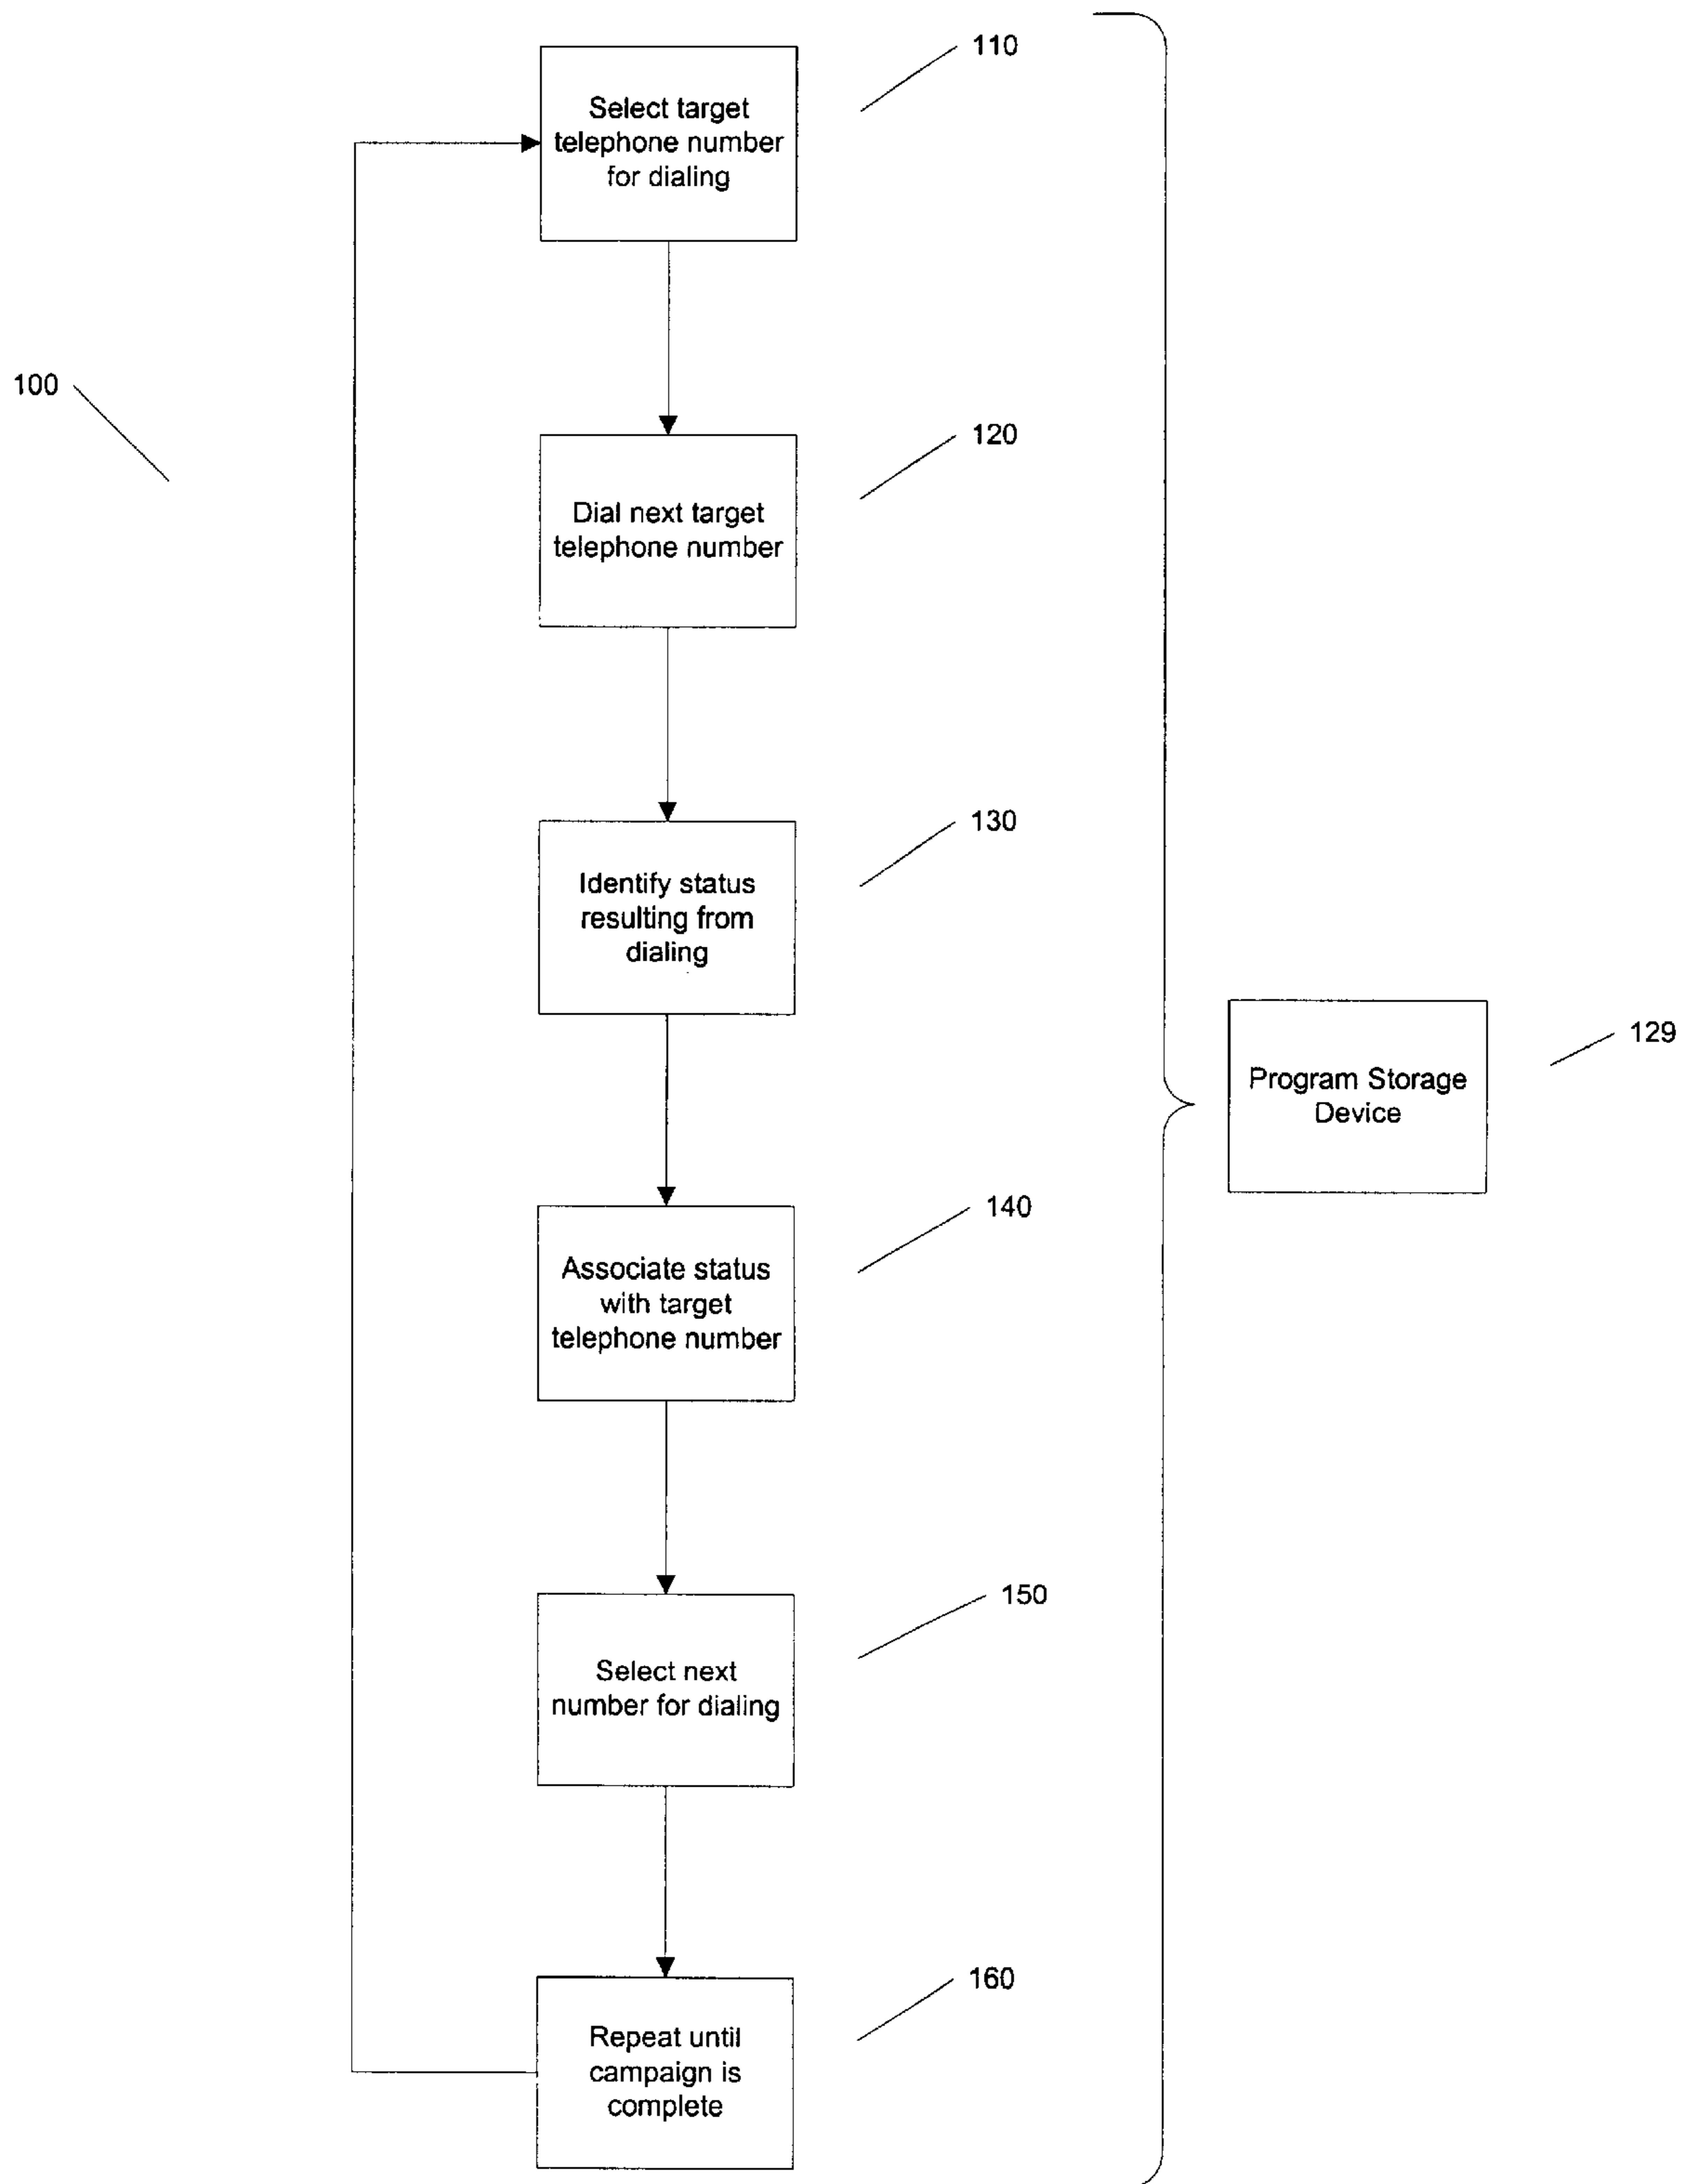 110
Select target
telephone number
for dialing
100
120
Dial next target
telephone number
130
Identify status
resulting from
dialing
129
Program Storage
Device
140
Associate status
with target
telephone number
150
Select next
number for dialing
160
Repeat until
campaign is
complete